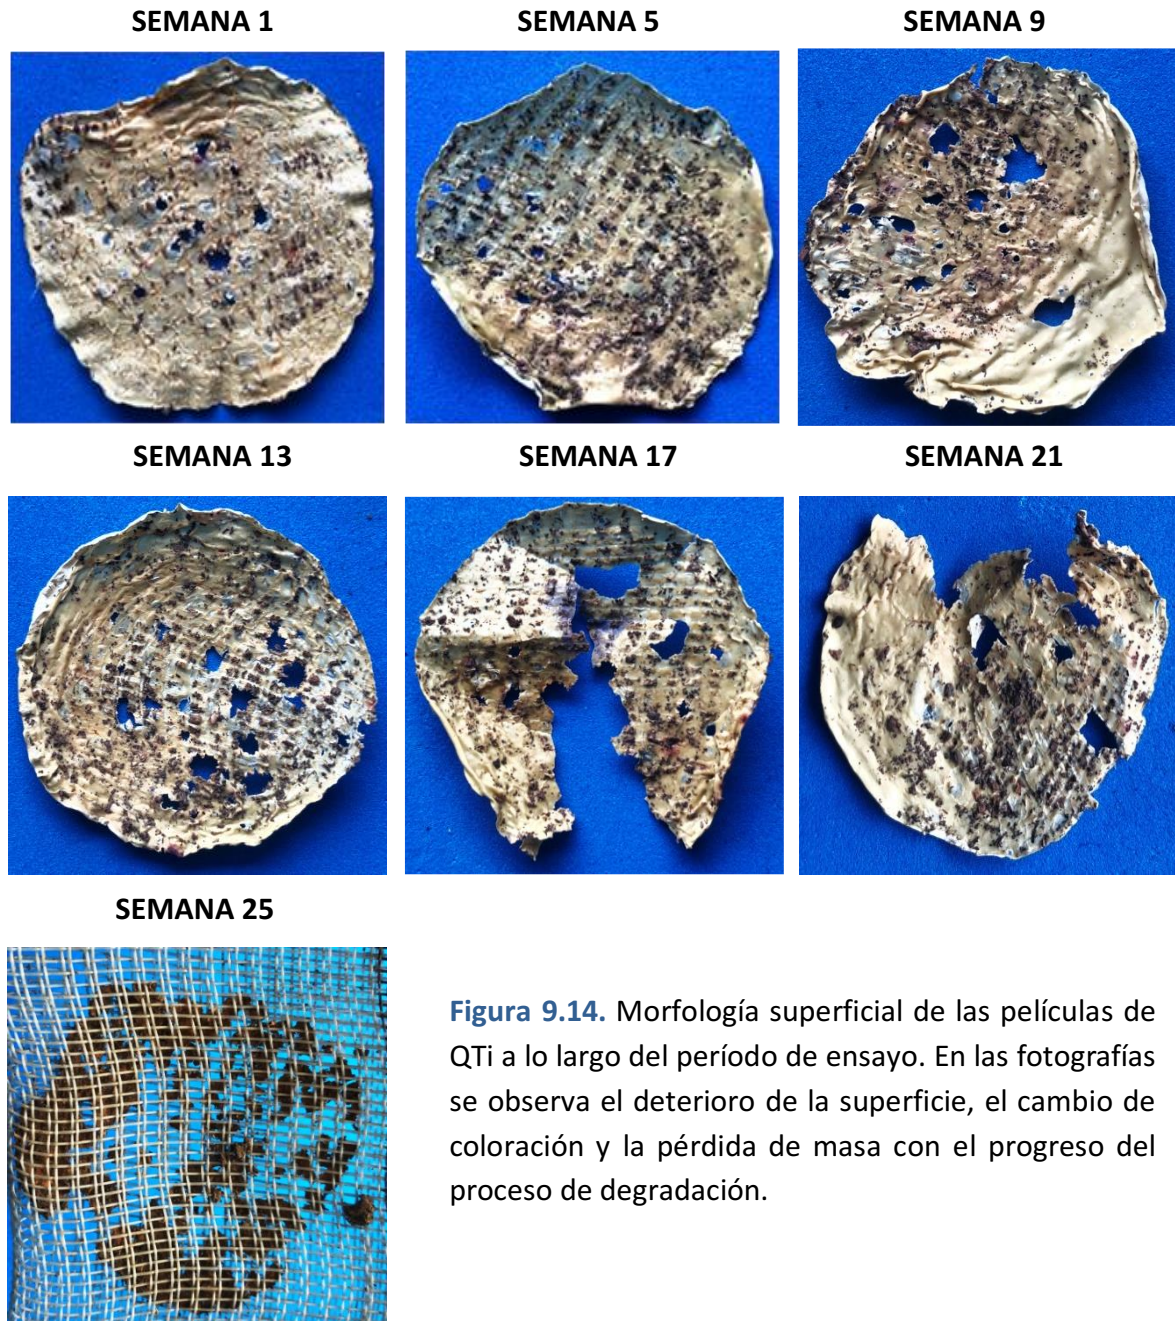 SEMANA 1
SEMANA 5
SEMANA 9
SEMANA 13
SEMANA 17
SEMANA 21
SEMANA 25
Figura 9.14. Morfología superficial de las películas de
QTi a lo largo del período de ensayo. En las fotografías
se observa el deterioro de la superficie, el cambio de
coloración y la pérdida de masa con el progreso del
proceso de degradación.